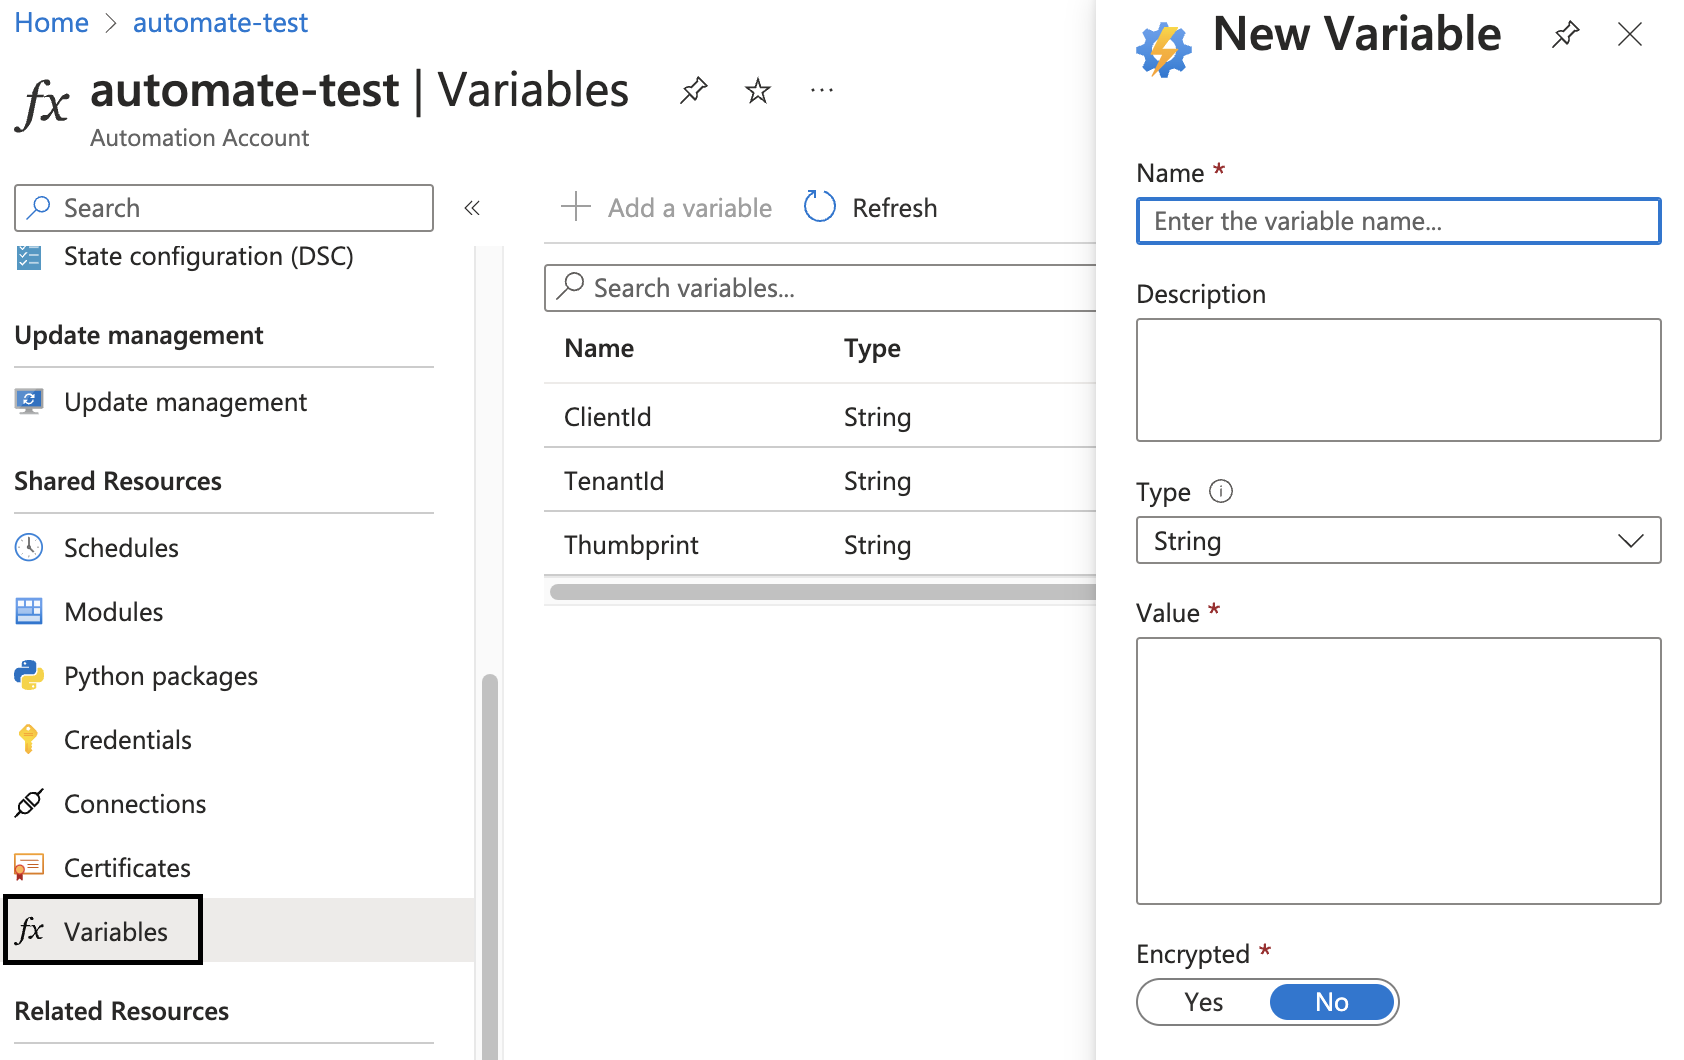 Home > automate-test
fx automate-test | Variables
Automation Account
Search
State configuration (DSC)
Update management
Update management
Shared Resources
Schedules
Modules
Python packages
Credentials
Connections
Certificates
fx Variables
Related Resources
Add a variable Refresh
Search variables...
Name Type
ClientId String
TenantId String
Thumbprint String
New Variable
Name *
Enter the variable name...
Description
Type
String
Value *
Encrypted *
Yes No